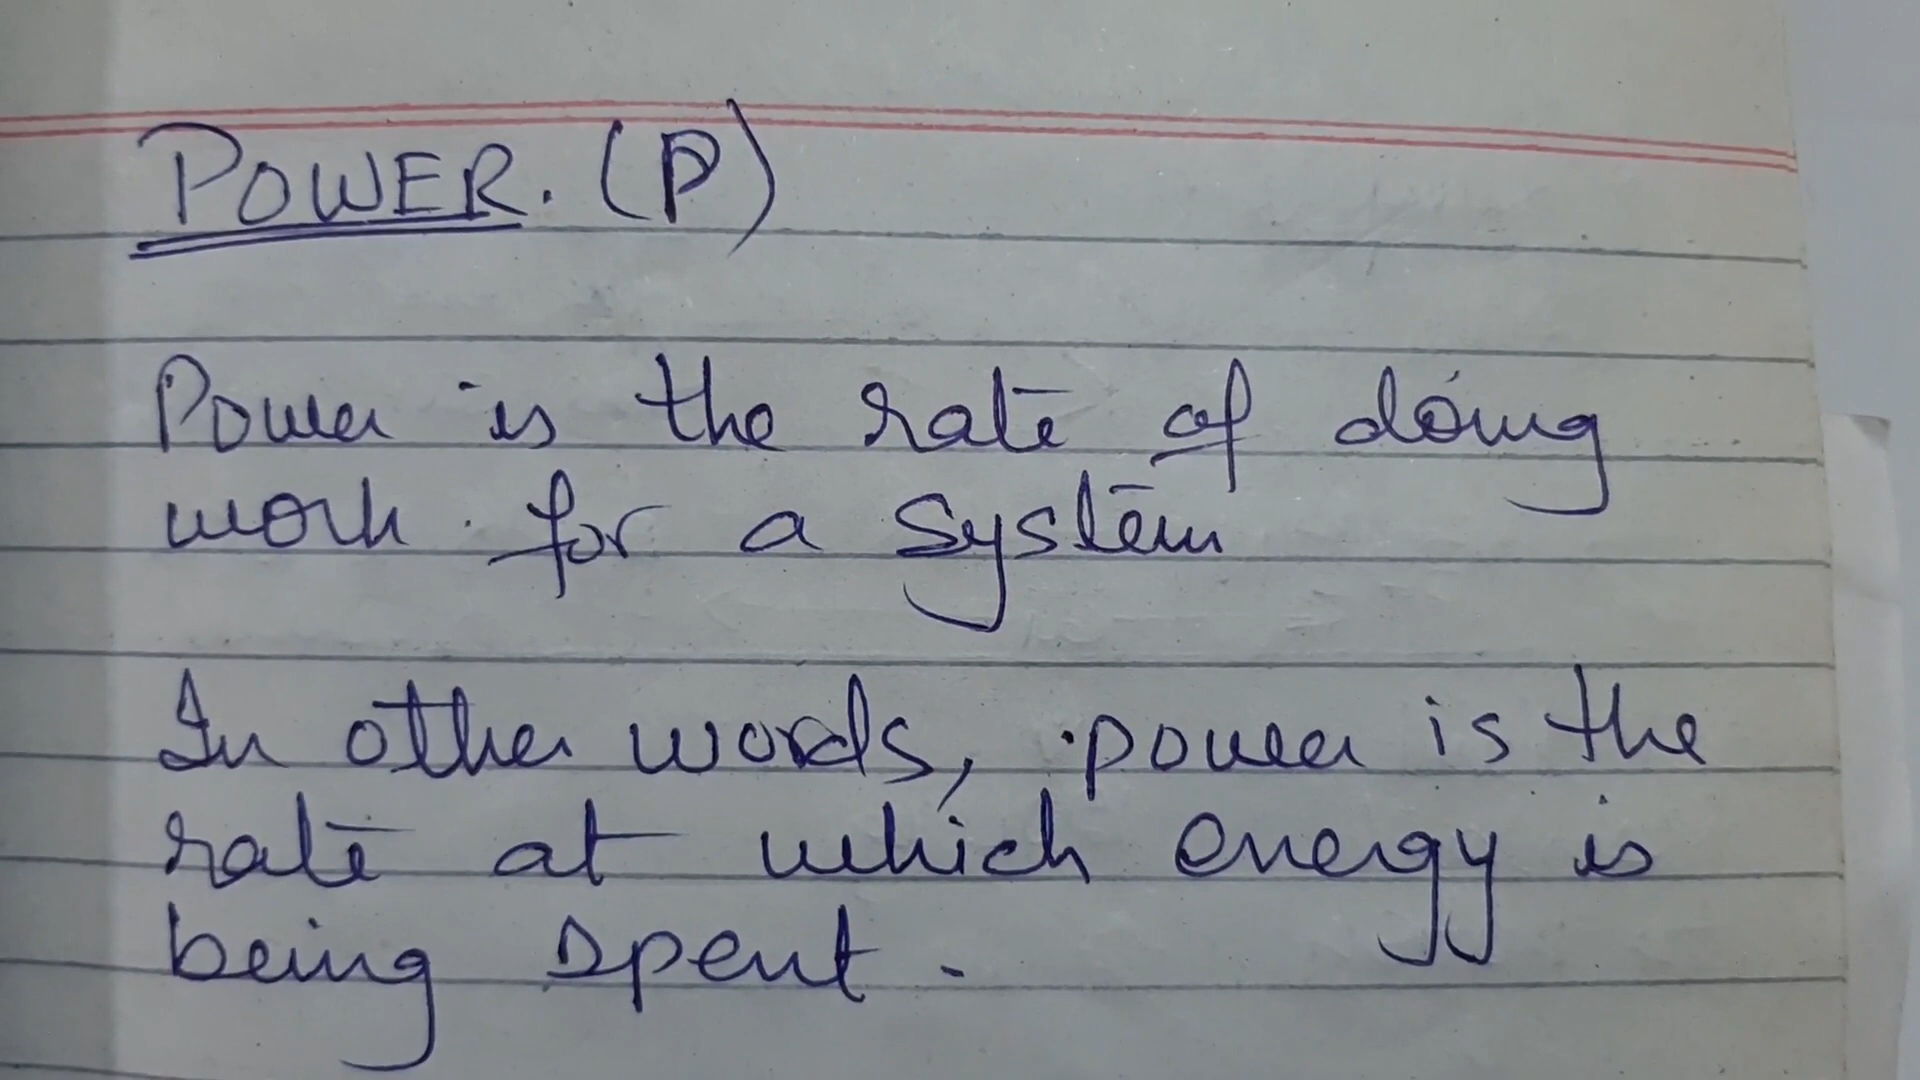 POWER. (P)
Power is the rate of doing
work for a system
In other words, power is the
rate at which energy is
being spent.